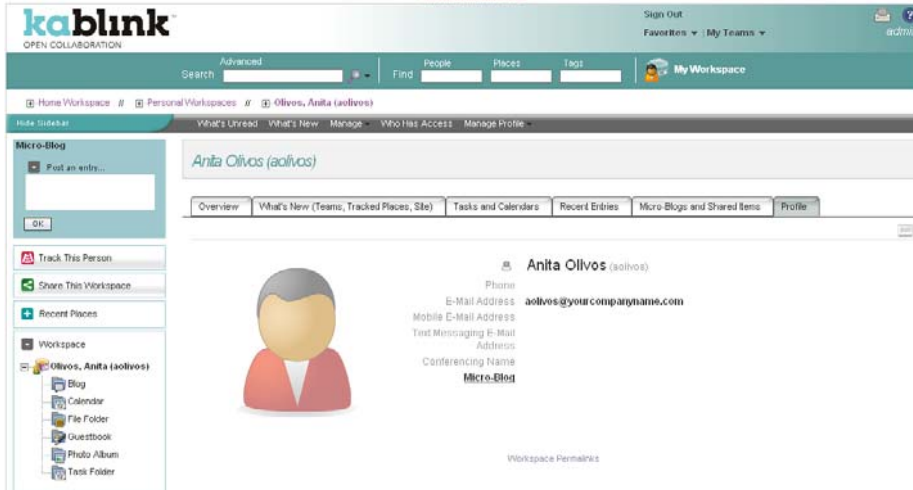 kablink
OPEN COLLABORATION
Sign Out
Favorites | My Teams
Advanced
Search
Find
People
Places
Tags
My Workspace
Home Workspace // Personal Workspaces // Olivos, Anita (aolivos)
Hide Sidebar
What's Unread What's New Manage Who Has Access Manage Profile
Micro-Blog
Post an entry...
OK
Track This Person
Share This Workspace
Recent Places
Workspace
Olivos, Anita (aolivos)
Blog
Calendar
File Folder
Guestbook
Photo Album
Task Folder
Anita Olivos (aolivos)
Overview What's New (Teams, Tracked Places, Site) Tasks and Calendars Recent Entries Micro-Blogs and Shared Items Profile
Anita Olivos (aolivos)
Phone
E-Mail Address aolivos@yourcompanyname.com
Mobile E-Mail Address
Text Messaging E-Mail
Address
Conferencing Name
Micro-Blog
Workspace Permalinks